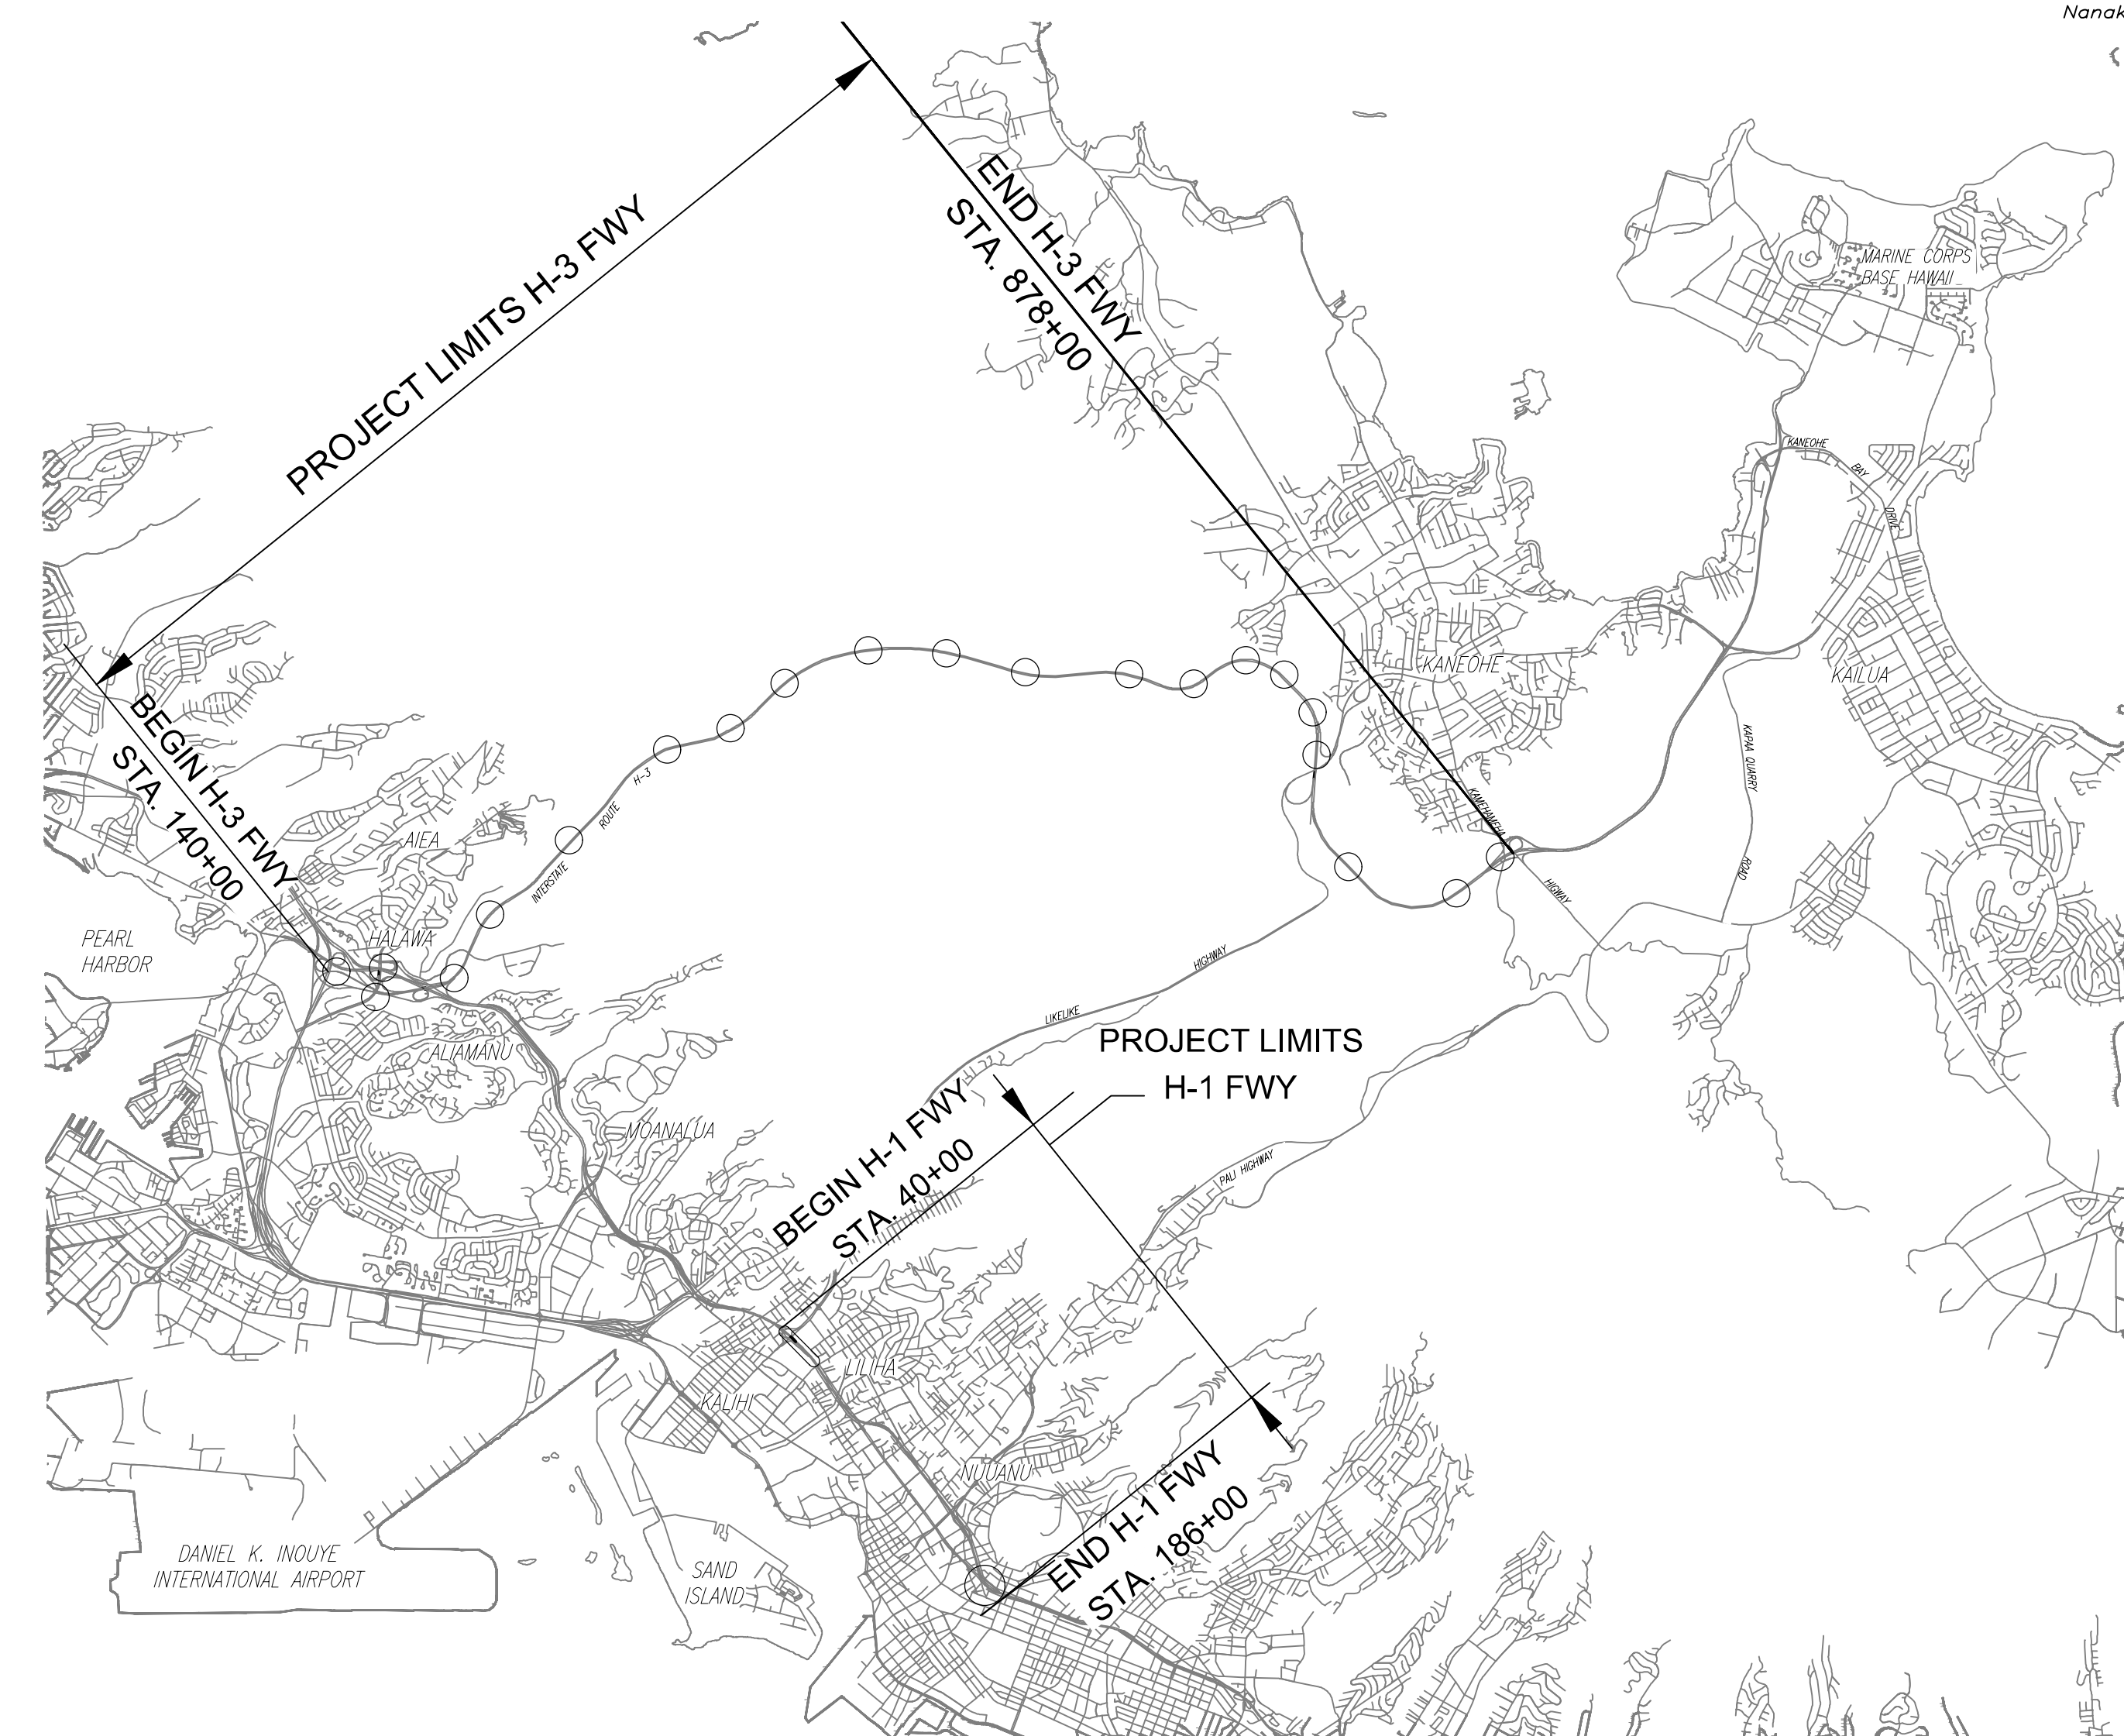 Nanak
PROJECT LIMITS H-3 FWY
END H-3 FWY
STA. 878+00
MARINE CORPS
BASE HAWAII
KANEOHE
BAY
DRIVE
BEGIN H-3 FWY
STA. 140+00
KANEOHE
KAILUA
KAPAA QUARRY
ROAD
INTERSTATE
ROUTE
H-3
KAMEHAMEHA
HIGWAY
AIEA
HALAWA
PEARL
HARBOR
ALIAMANU
MOANALUA
LIKELIKE
HIGHWAY
PROJECT LIMITS
H-1 FWY
BEGIN H-1 FWY
STA. 40+00
PALI HIGHWAY
LILIHA
KALIHI
NUUANU
END H-1 FWY
STA. 186+00
DANIEL K. INOUYE
INTERNATIONAL AIRPORT
SAND
ISLAND